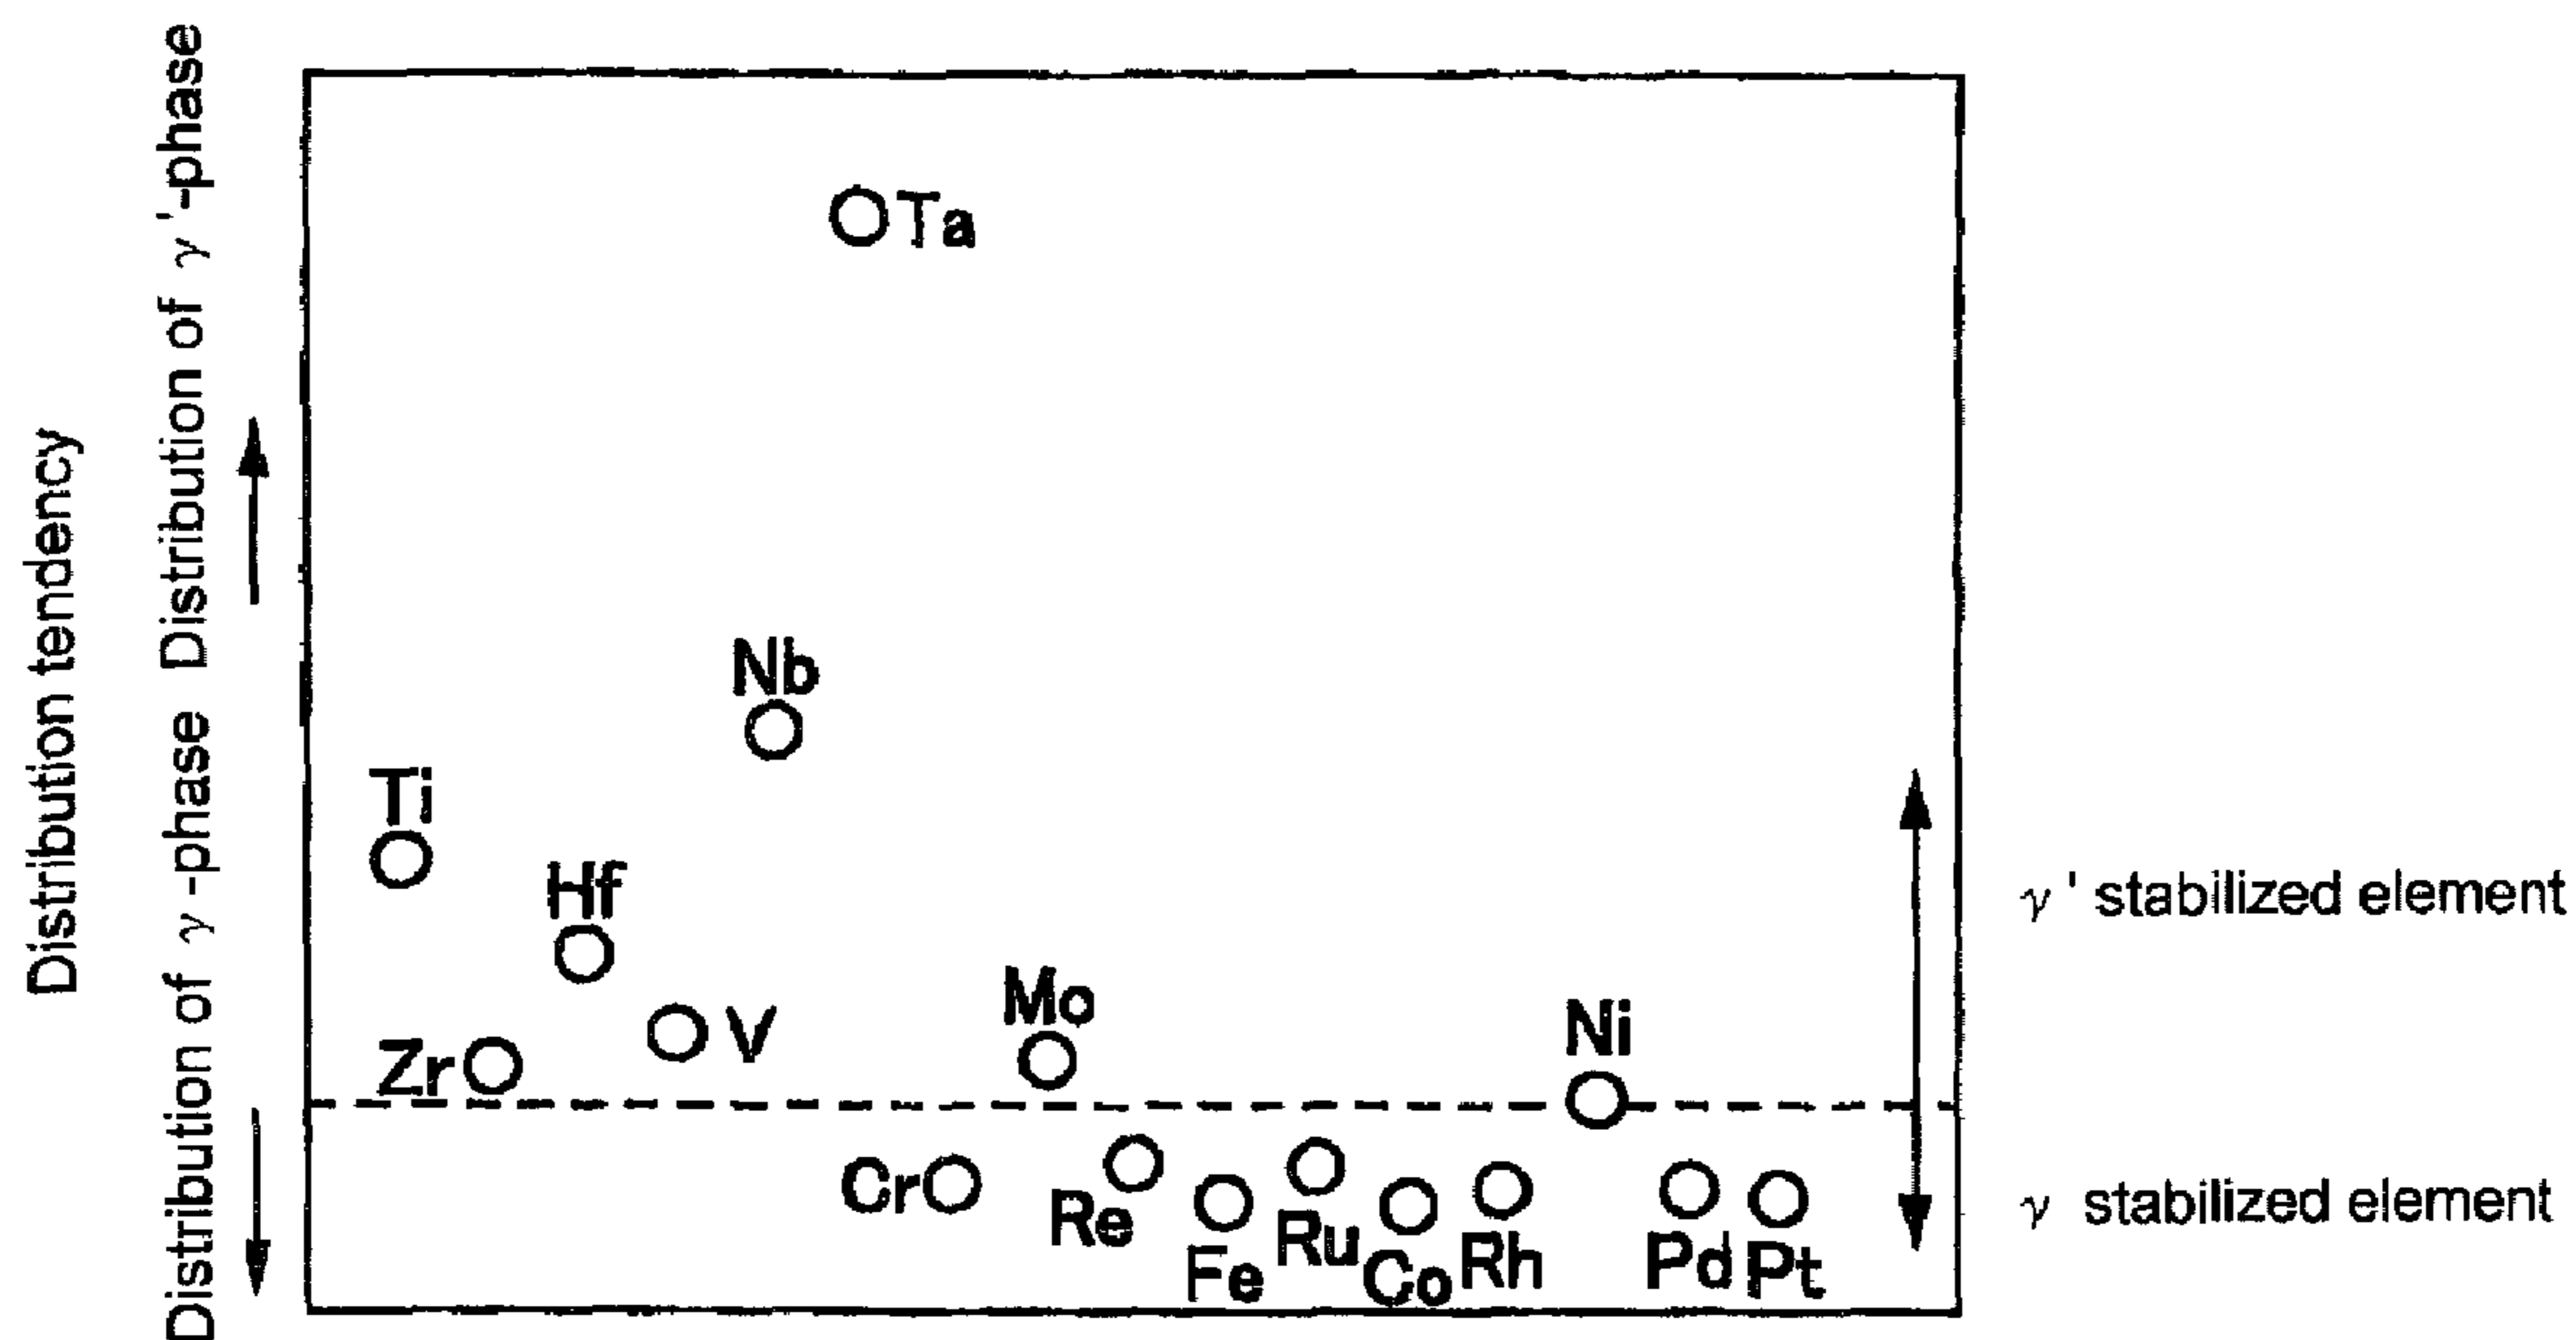 Distribution tendency
Distribution of γ-phase Distribution of γ'-phase
Ta
Nb
Ti
Hf
V
Zr
Mo
Ni
Cr
Re
Fe
Ru
Co
Rh
Pd
Pt
γ' stabilized element
γ stabilized element